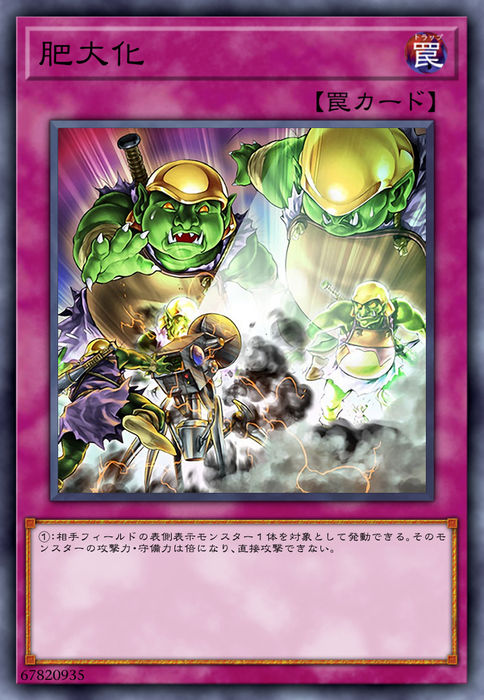 肥大化
トラップ
罠
【罠カード】
①：相手フィールドの表側表示モンスター１体を対象として発動できる。そのモ
ンスターの攻撃力・守備力は倍になり、直接攻撃できない。
67820935